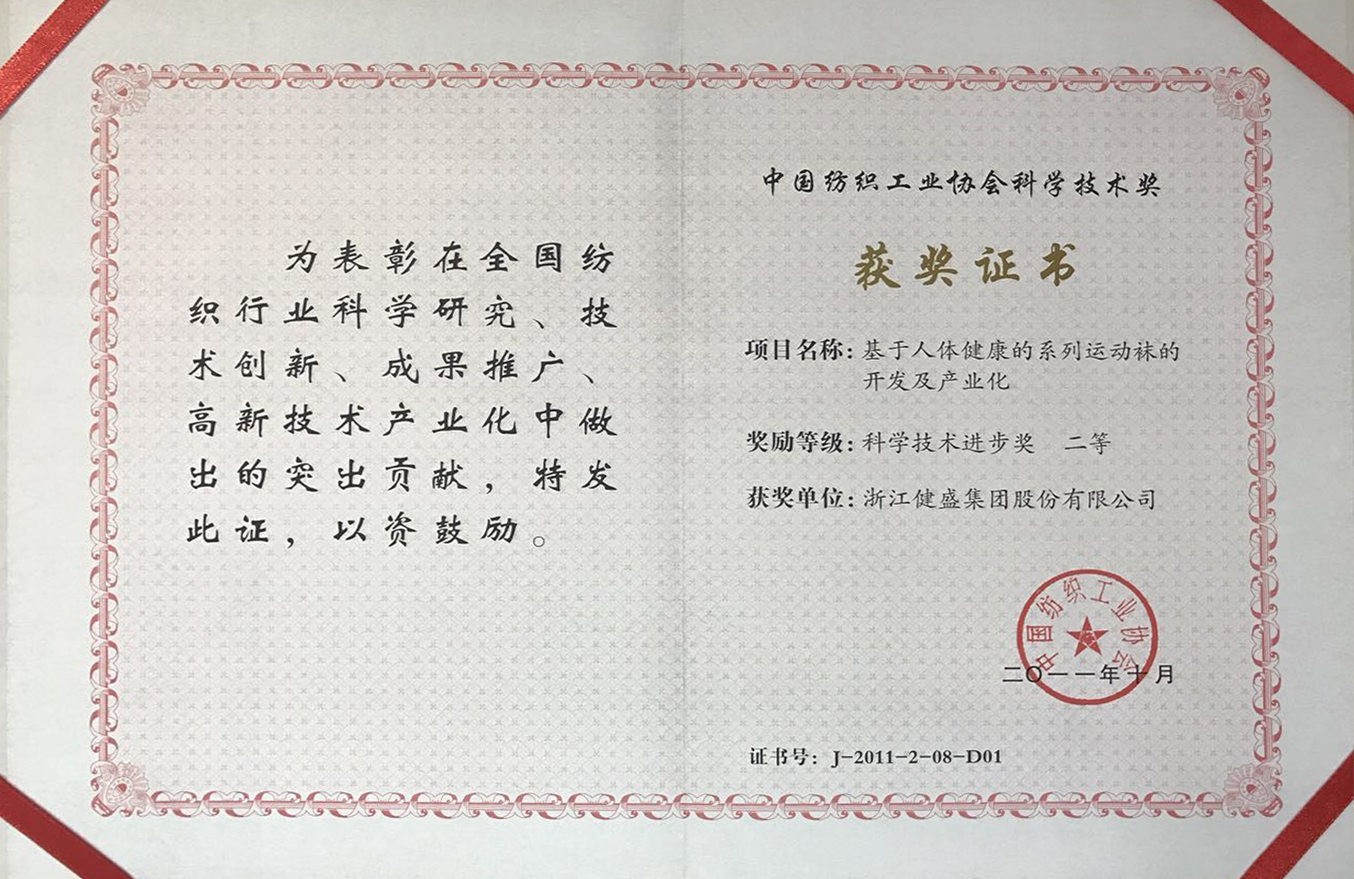 为表彰在全国纺
织行业科学研究、技
术创新、成果推广、
高新技术产业化中做
出的突出贡献，特发
此证，以资鼓励。
中国纺织工业协会科学技术奖
获奖证书
项目名称：基于人体健康的系列运动袜的
开发及产业化
奖励等级：科学技术进步奖 二等
获奖单位：浙江健盛集团股份有限公司
中国纺织工业协会
二〇一一年十月
证书号：J-2011-2-08-D01